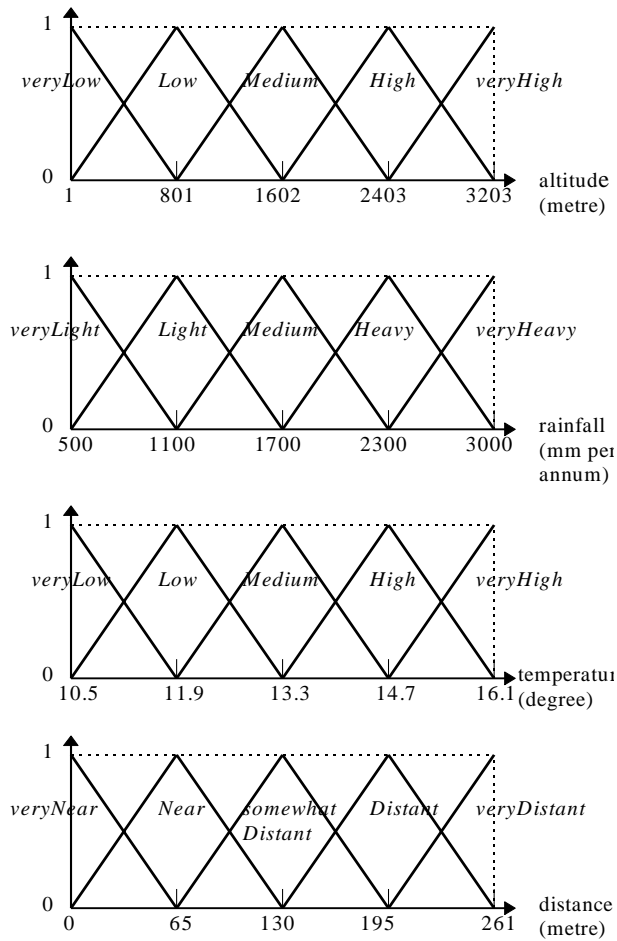 1
veryLow Low Medium High veryHigh
0
1 801 1602 2403 3203 altitude
(metre)
1
veryLight Light Medium Heavy veryHeavy
0
500 1100 1700 2300 3000 rainfall
(mm per
annum)
1
veryLow Low Medium High veryHigh
0
10.5 11.9 13.3 14.7 16.1 temperatur
(degree)
1
veryNear Near somewhat Distant veryDistant
Distant
0
0 65 130 195 261 distance
(metre)